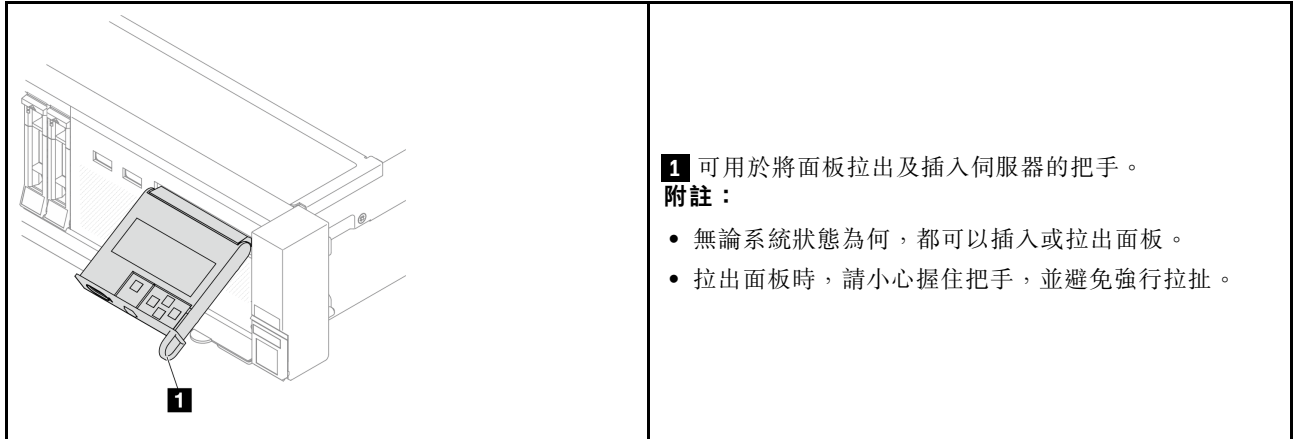 1
1 可用於將面板拉出及插入伺服器的把手。
附註：
• 無論系統狀態為何，都可以插入或拉出面板。
• 拉出面板時，請小心握住把手，並避免強行拉扯。